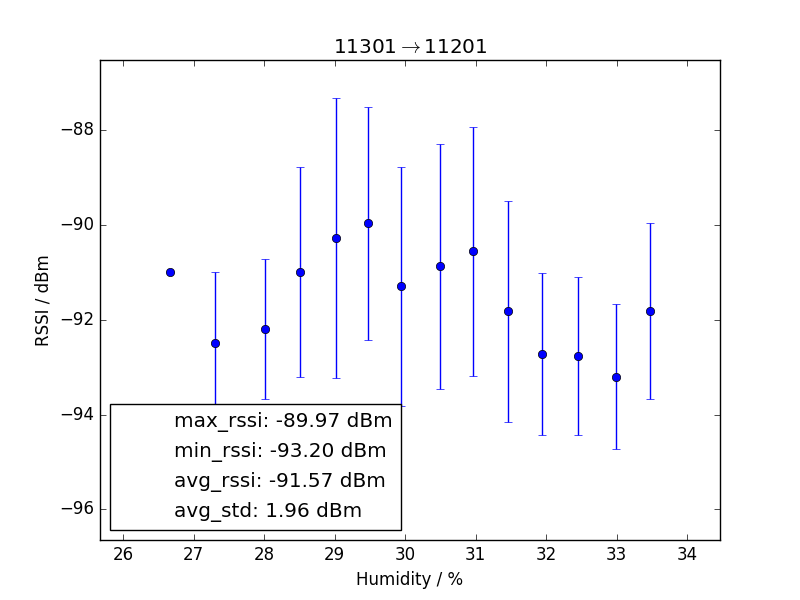 11301→11201
RSSI / dBm
−88
−90
−92
−94
−96
max_rssi: -89.97 dBm
min_rssi: -93.20 dBm
avg_rssi: -91.57 dBm
avg_std: 1.96 dBm
26 27 28 29 30 31 32 33 34
Humidity / %